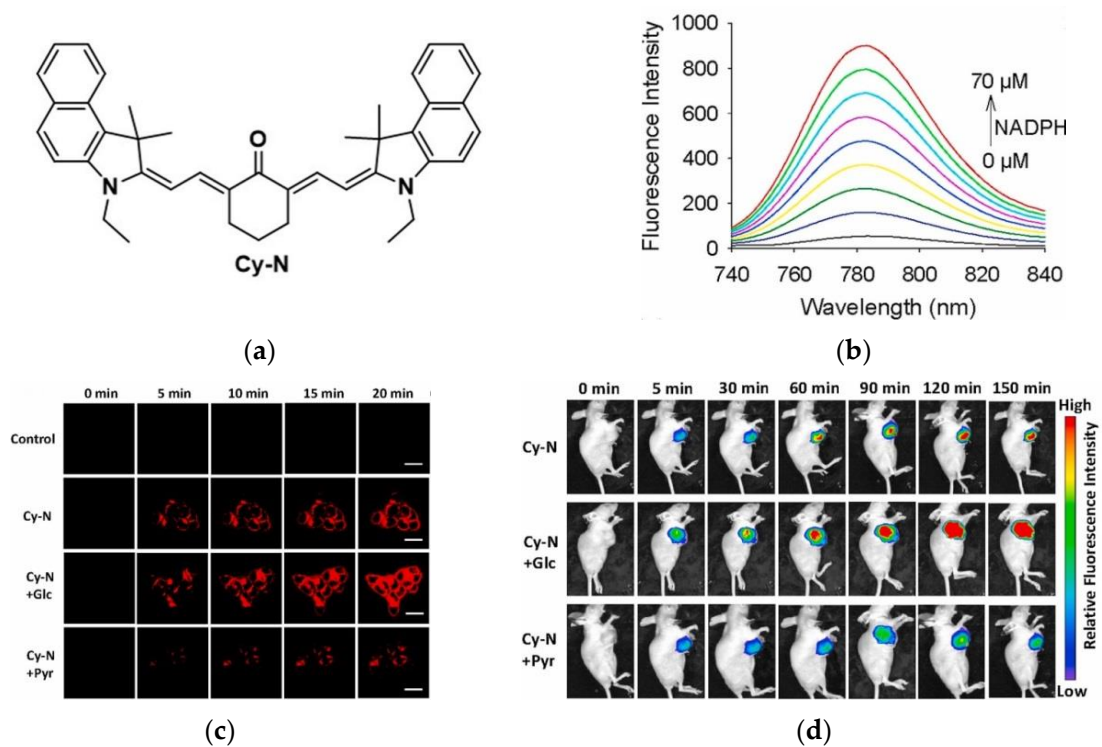 O
N
N
Cy-N
(a)
Fluorescence Intensity
1000
800
600
400
200
0
740 760 780 800 820 840
Wavelength (nm)
70 µM
NADPH
0 µM
(b)
0 min 5 min 10 min 15 min 20 min
Control
Cy-N
Cy-N
+Glc
Cy-N
+Pyr
(c)
0 min 5 min 30 min 60 min 90 min 120 min 150 min
Cy-N
Cy-N
+Glc
Cy-N
+Pyr
High
Relative Fluorescence Intensity
Low
(d)